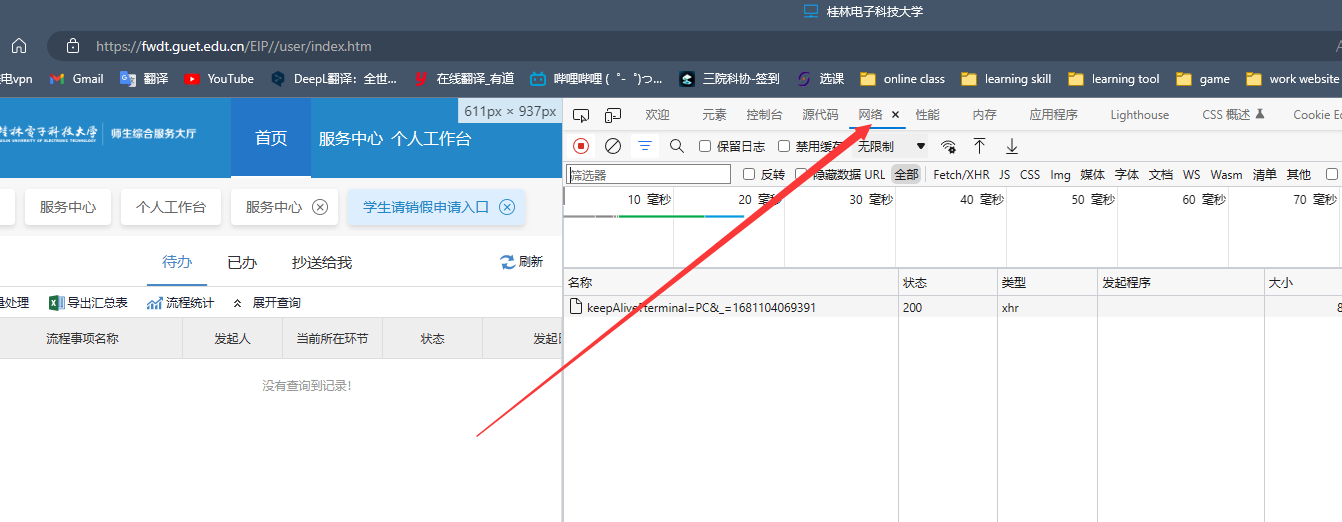 桂林电子科技大学
https://fwdt.guet.edu.cn/EIP//user/index.htm
电vpn Gmail 翻译 YouTube DeepL翻译：全世... 在线翻译_有道 哔哩哔哩 (゜-゜)つ... 三院科协-签到 选课 online class learning skill learning tool game work website
桂林电子科技大学 师生综合服务大厅 首页 服务中心 个人工作台
611px × 937px
欢迎 元素 控制台 源代码 网络 性能 内存 应用程序 Lighthouse CSS 概述 Cookie Ed
保留日志 禁用缓存 无限制
筛选器 反转 隐藏数据 URL 全部 Fetch/XHR JS CSS Img 媒体 字体 文档 WS Wasm 清单 其他
服务中心 个人工作台 服务中心 学生请销假申请入口
10 毫秒 20 毫秒 30 毫秒 40 毫秒 50 毫秒 60 毫秒 70 毫秒
待办 已办 抄送给我 刷新
量处理 导出汇总表 流程统计 展开查询
流程事项名称 发起人 当前所在环节 状态 发起日
没有查询到记录!
名称 状态 类型 发起程序 大小
keepAlive?terminal=PC&_=1681104069391 200 xhr 8